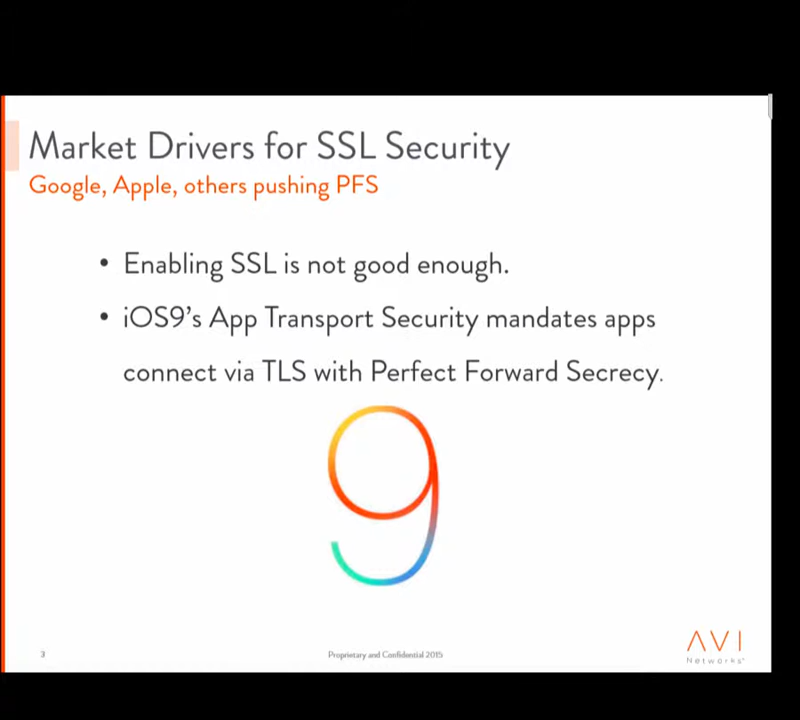 Market Drivers for SSL Security
Google, Apple, others pushing PFS
• Enabling SSL is not good enough.
• iOS9's App Transport Security mandates apps
connect via TLS with Perfect Forward Secrecy.
9
3
Proprietary and Confidential 2015
AVI
Networks